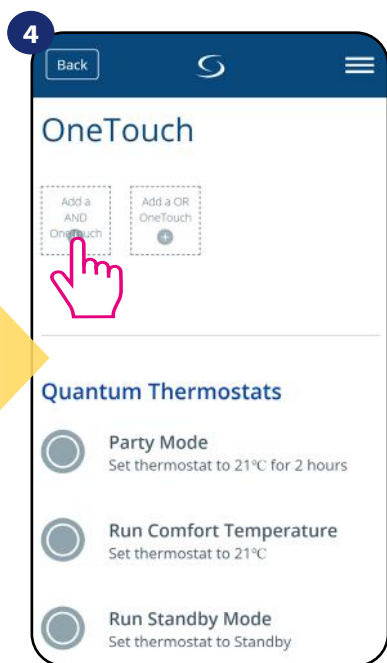 4
Back
OneTouch
Add a
AND
OneTouch
Add a OR
OneTouch
Quantum Thermostats
Party Mode
Set thermostat to 21°C for 2 hours
Run Comfort Temperature
Set thermostat to 21°C
Run Standby Mode
Set thermostat to Standby